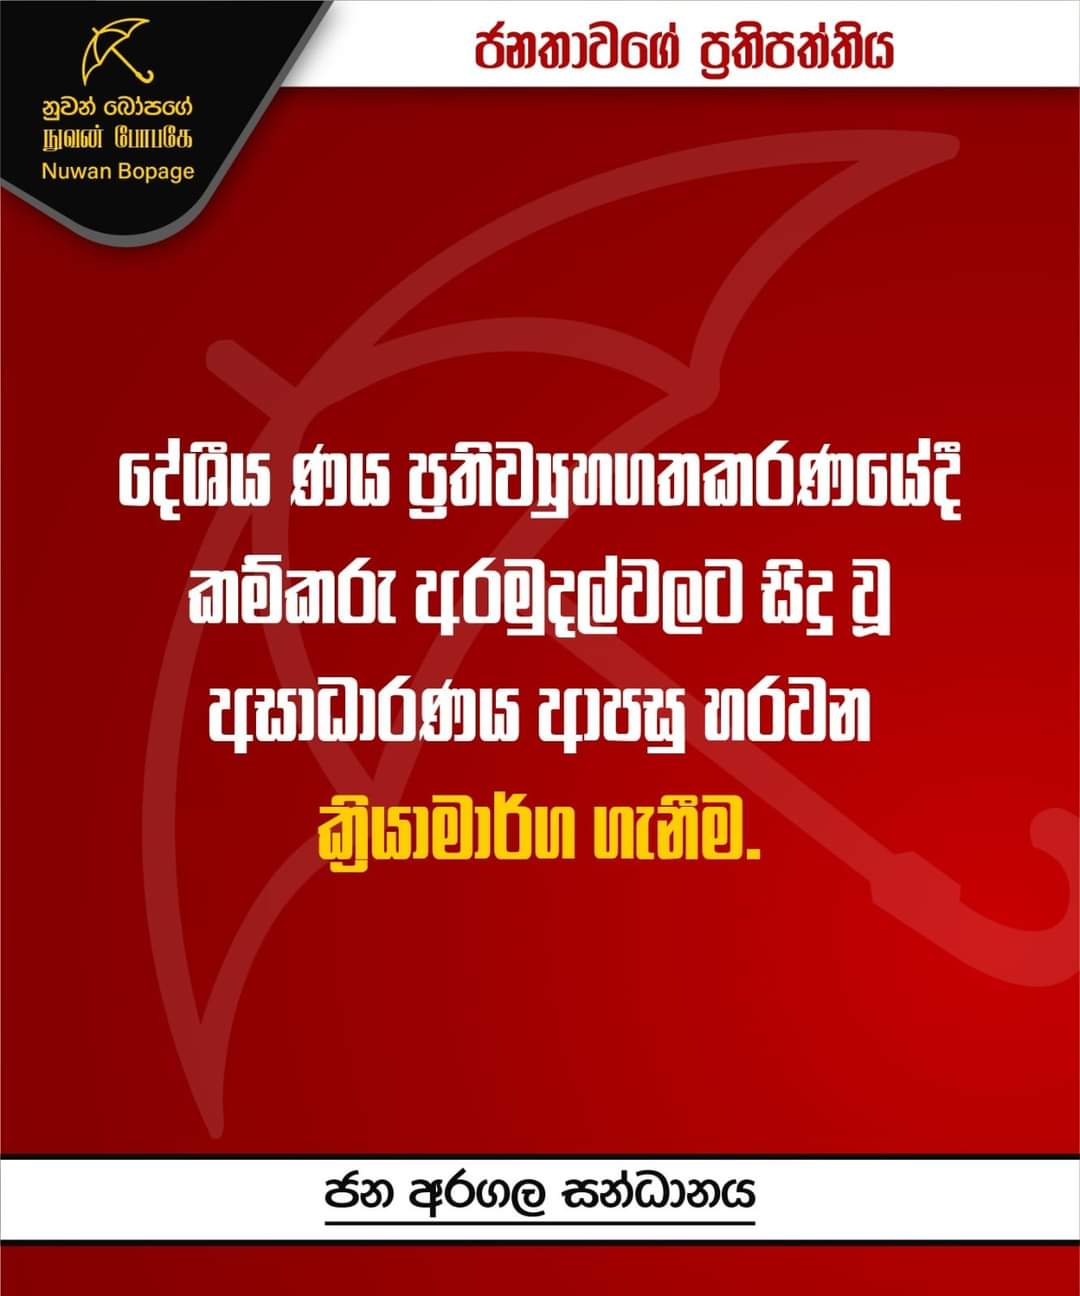 ජනතාවගේ ප්‍රතිපත්තිය
නුවන් බෝපගේ
நுவன் போபகே
Nuwan Bopage
දේශීය ණය ප්‍රතිව්‍යුහගතකරණයේදී
කම්කරු අරමුදල්වලට සිදු වූ
අසාධාරණය ආපසු හරවන
ක්‍රියාමාර්ග ගැනීම.
ජන අරගල සන්ධානය